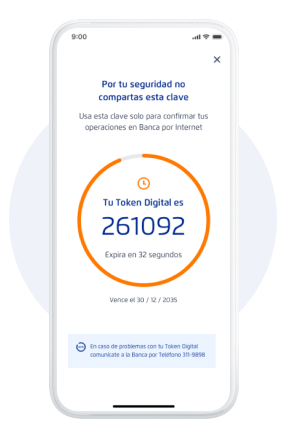 9:00
Por tu seguridad no
compartas esta clave
Usa esta clave solo para confirmar tus
operaciones en Banca por Internet
Tu Token Digital es
261092
Expira en 32 segundos
Vence el 30 / 12 / 2035
En caso de problemas con tu Token Digital
comunícate a la Banca por Teléfono 311-9898